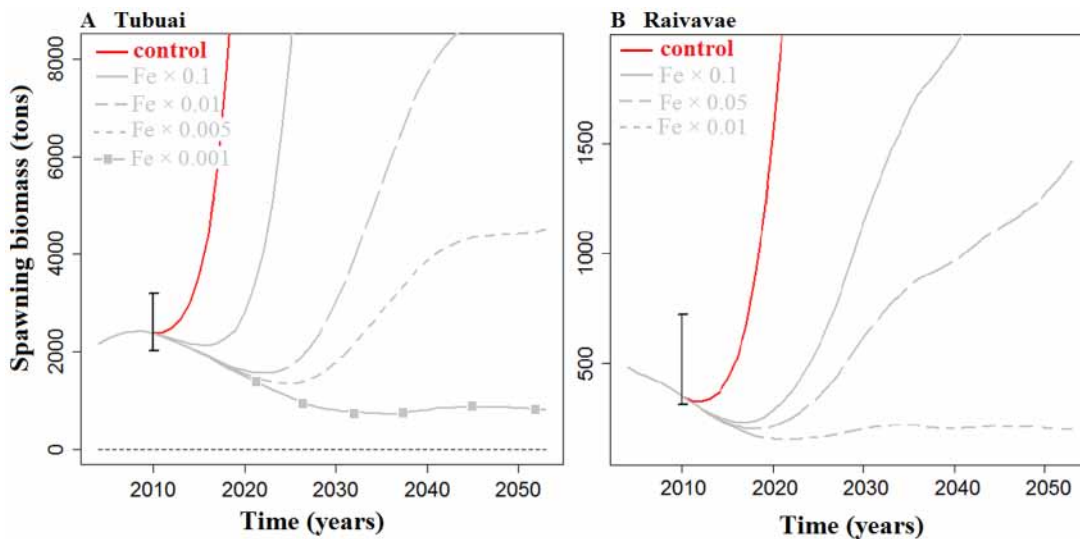 A Tubuai
control
Fe × 0.1
Fe × 0.01
Fe × 0.005
Fe × 0.001
Spawning biomass (tons)
8000
6000
4000
2000
0
2010 2020 2030 2040 2050
Time (years)
B Raivavae
control
Fe × 0.1
Fe × 0.05
Fe × 0.01
1500
1000
500
2010 2020 2030 2040 2050
Time (years)